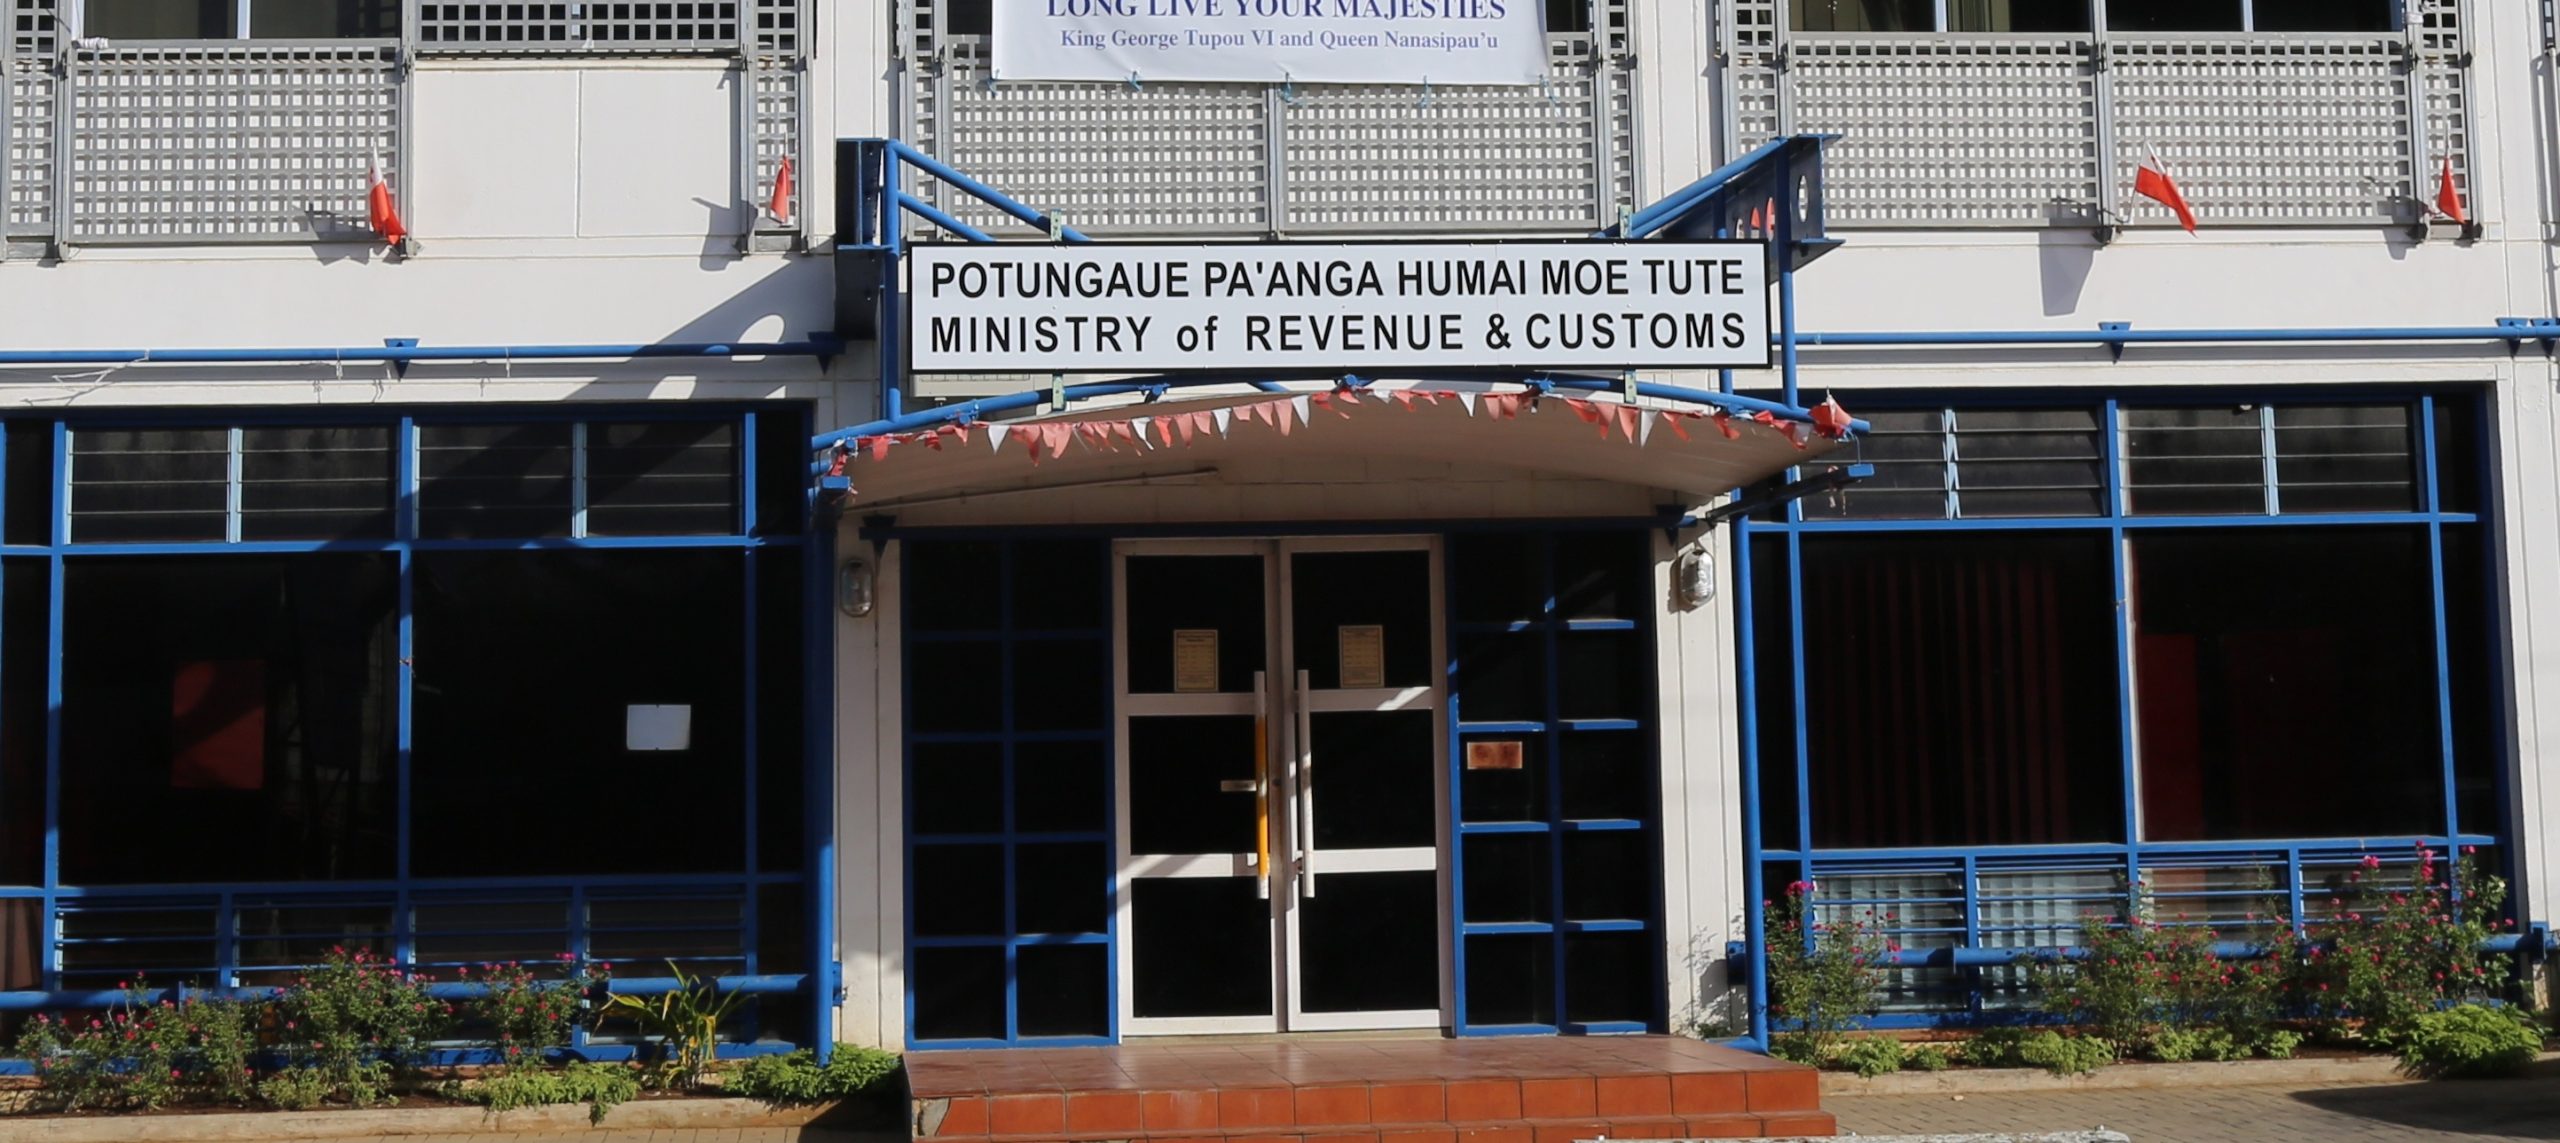 LONG LIVE YOUR MAJESTIES
King George Tupou VI and Queen Nanasipau'u
POTUNGAUE PA'ANGA HUMAI MOE TUTE
MINISTRY of REVENUE & CUSTOMS